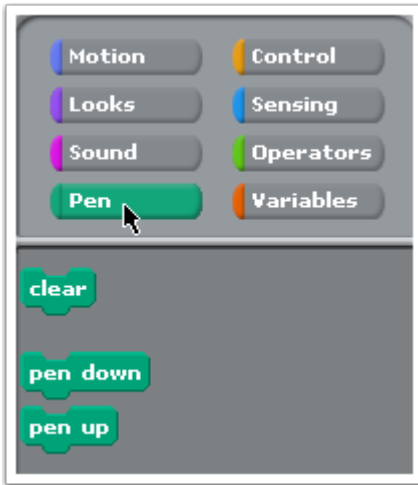 Motion Control
Looks Sensing
Sound Operators
Pen Variables
clear
pen down
pen up